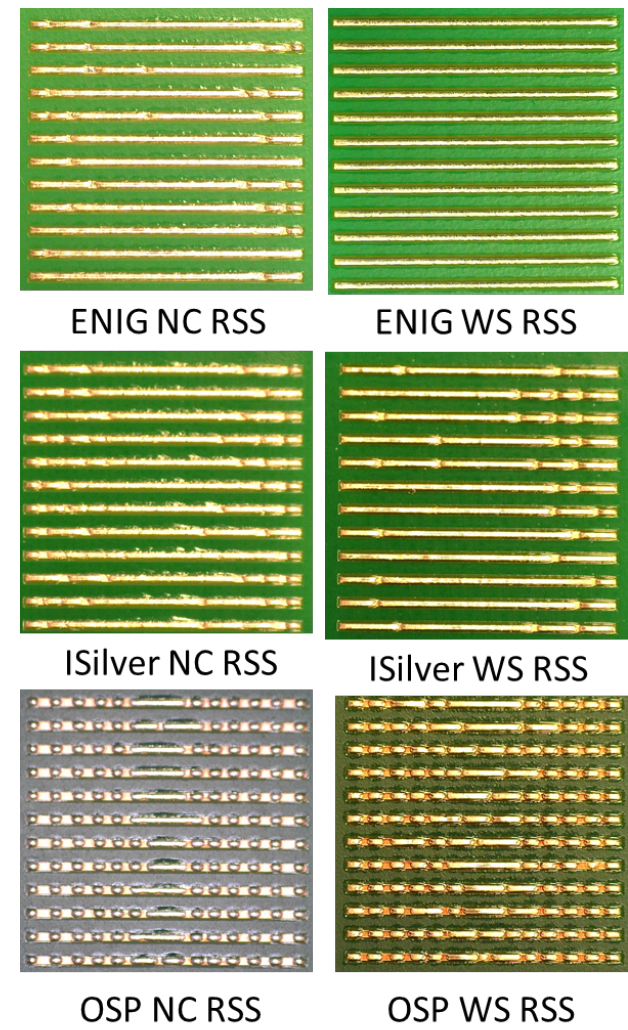 ENIG NC RSS
ENIG WS RSS
ISilver NC RSS
ISilver WS RSS
OSP NC RSS
OSP WS RSS